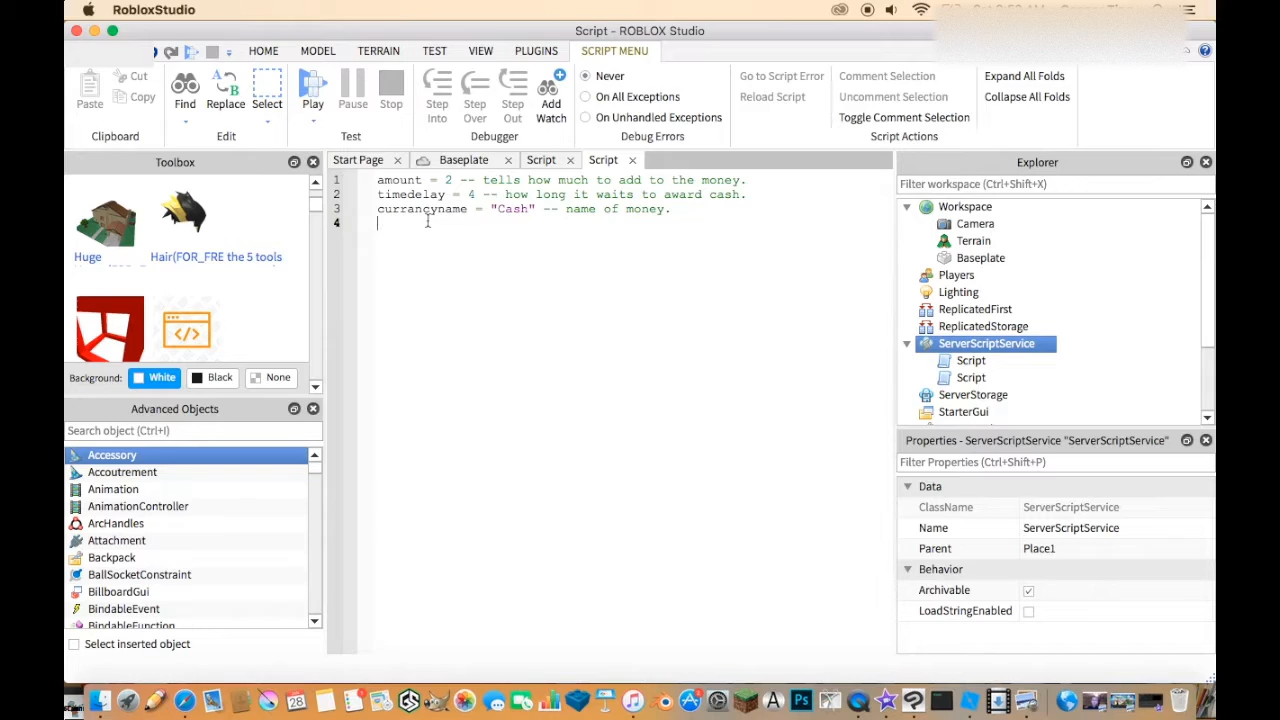 RobloxStudio
Script - ROBLOX Studio
HOME MODEL TERRAIN TEST VIEW PLUGINS SCRIPT MENU
Paste Cut Copy
Clipboard
Find Replace Select
Edit
Play Pause Stop
Test
Step Into Step Over Step Out Add Watch
Debugger
Never
On All Exceptions
On Unhandled Exceptions
Debug Errors
Go to Script Error
Reload Script
Comment Selection
Uncomment Selection
Toggle Comment Selection
Script Actions
Expand All Folds
Collapse All Folds
Toolbox
Huge
Hair(FOR_FRE the 5 tools
Background: White Black None
Advanced Objects
Search object (Ctrl+I)
Accessory
Accoutrement
Animation
AnimationController
ArcHandles
Attachment
Backpack
BallSocketConstraint
BillboardGui
BindableEvent
BindableFunction
Select inserted object
Start Page Baseplate Script Script
1 amount = 2 -- tells how much to add to the money.
2 timedelay = 4 -- how long it waits to award cash.
3 currancyname = "Cash" -- name of money.
4
Explorer
Filter workspace (Ctrl+Shift+X)
Workspace
Camera
Terrain
Baseplate
Players
Lighting
ReplicatedFirst
ReplicatedStorage
ServerScriptService
Script
Script
ServerStorage
StarterGui
Properties - ServerScriptService "ServerScriptService"
Filter Properties (Ctrl+Shift+P)
Data
ClassName ServerScriptService
Name ServerScriptService
Parent Place1
Behavior
Archivable
LoadStringEnabled
28